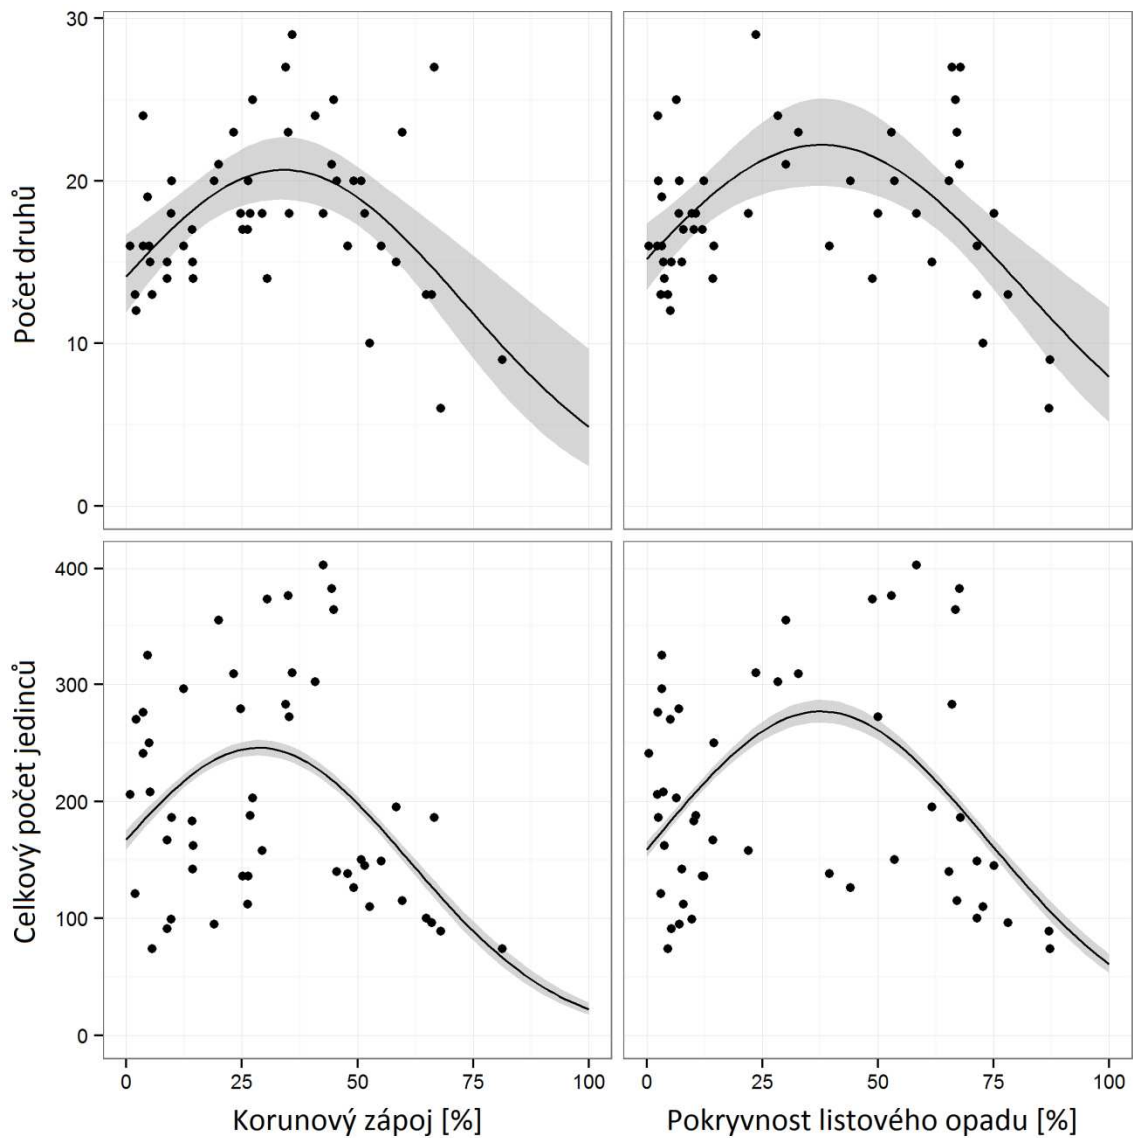 30
20
10
0
Počet druhů
400
300
200
100
0
Celkový počet jedinců
0 25 50 75 100
0 25 50 75 100
Korunový zápoj [%]
Pokryvnost listového opadu [%]